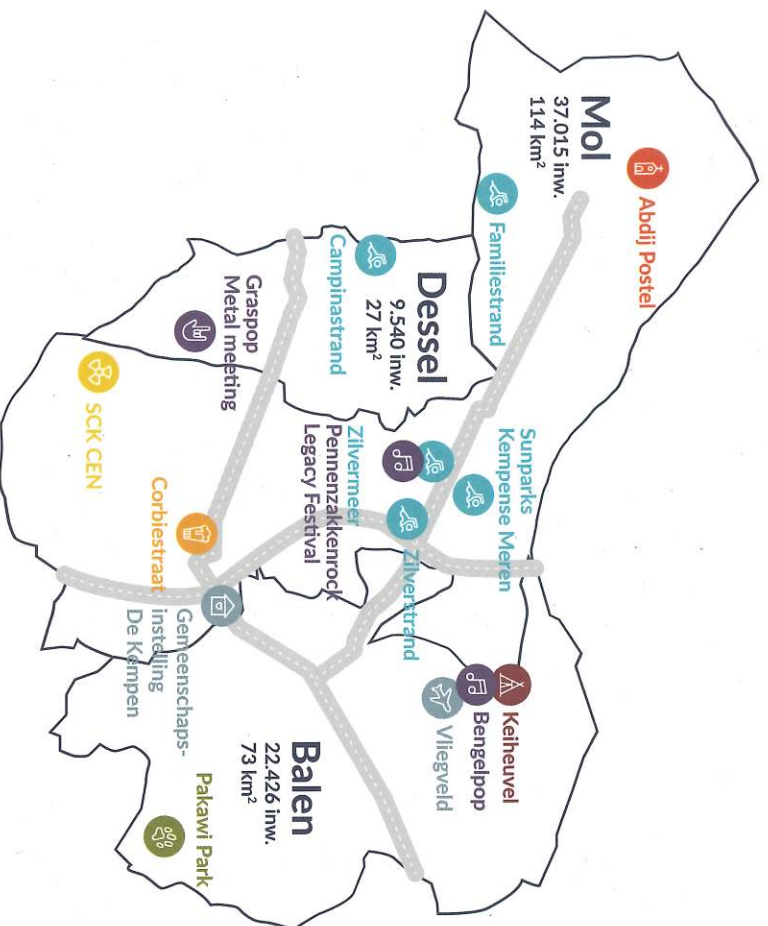 Mol
37.015 inw.
114 km²
Abdij Postel
Familiestrand
Dessel
9.540 inw.
27 km²
Campinastrand
Graspop
Metal meeting
SCK CEN
Sunparks
Kempense Meren
Zilvermeer
Pennenzakkenrock
Legacy Festival
Zilverstrand
Corbiestraat
Gemeenschaps-
instelling
De Kempen
Keiheuvel
Bengelpop
Vliegveld
Balen
22.426 inw.
73 km²
Pakawi Park